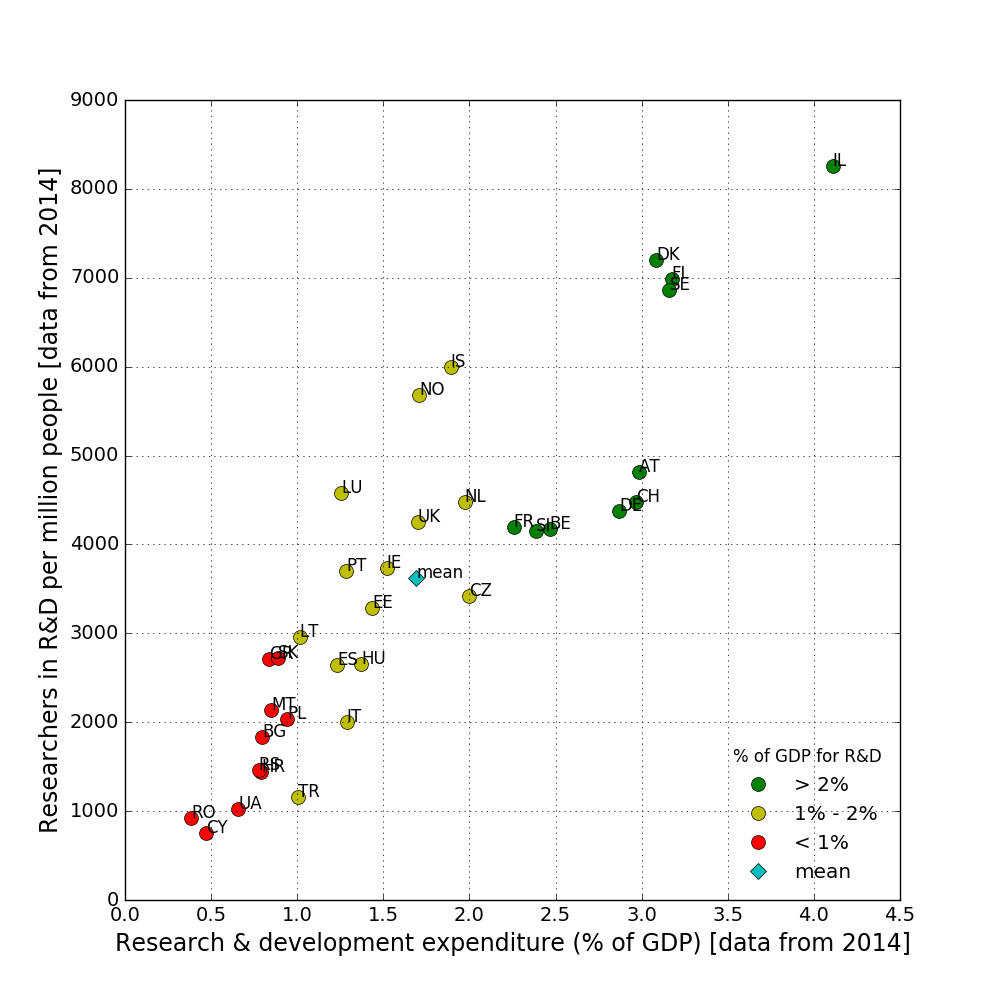 9000
8000
7000
6000
5000
4000
3000
2000
1000
0
Researchers in R&D per million people [data from 2014]
IL
DK
FI
SE
IS
NO
AT
LU
NL
CH
DE
UK
FR
SI
BE
PT
IE
mean
CZ
EE
LT
GR
SK
ES
HU
MT
PL
IT
BG
RS
HR
TR
UA
RO
CY
% of GDP for R&D
> 2%
1% - 2%
< 1%
mean
0.0 0.5 1.0 1.5 2.0 2.5 3.0 3.5 4.0 4.5
Research & development expenditure (% of GDP) [data from 2014]